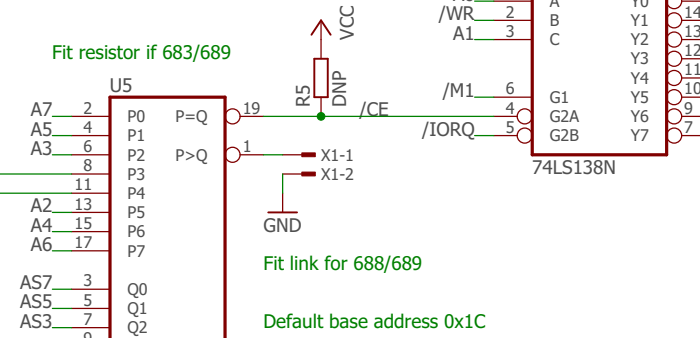 /WR 2 B
A1 3 C
Y0
Y1 14
Y2 13
Y3 12
Y4 11
Y5 10
Y6 9
Y7 7
/M1 6 G1
4 G2A
/IORQ 5 G2B
74LS138N
VCC
R5
DNP
/CE
Fit resistor if 683/689
U5
A7 2 P0 P=Q 19
A5 4 P1
A3 6 P2 P>Q 1
8 P3
11 P4
A2 13 P5
A4 15 P6
A6 17 P7
AS7 3 Q0
AS5 5 Q1
AS3 7 Q2
X1-1
X1-2
GND
Fit link for 688/689
Default base address 0x1C